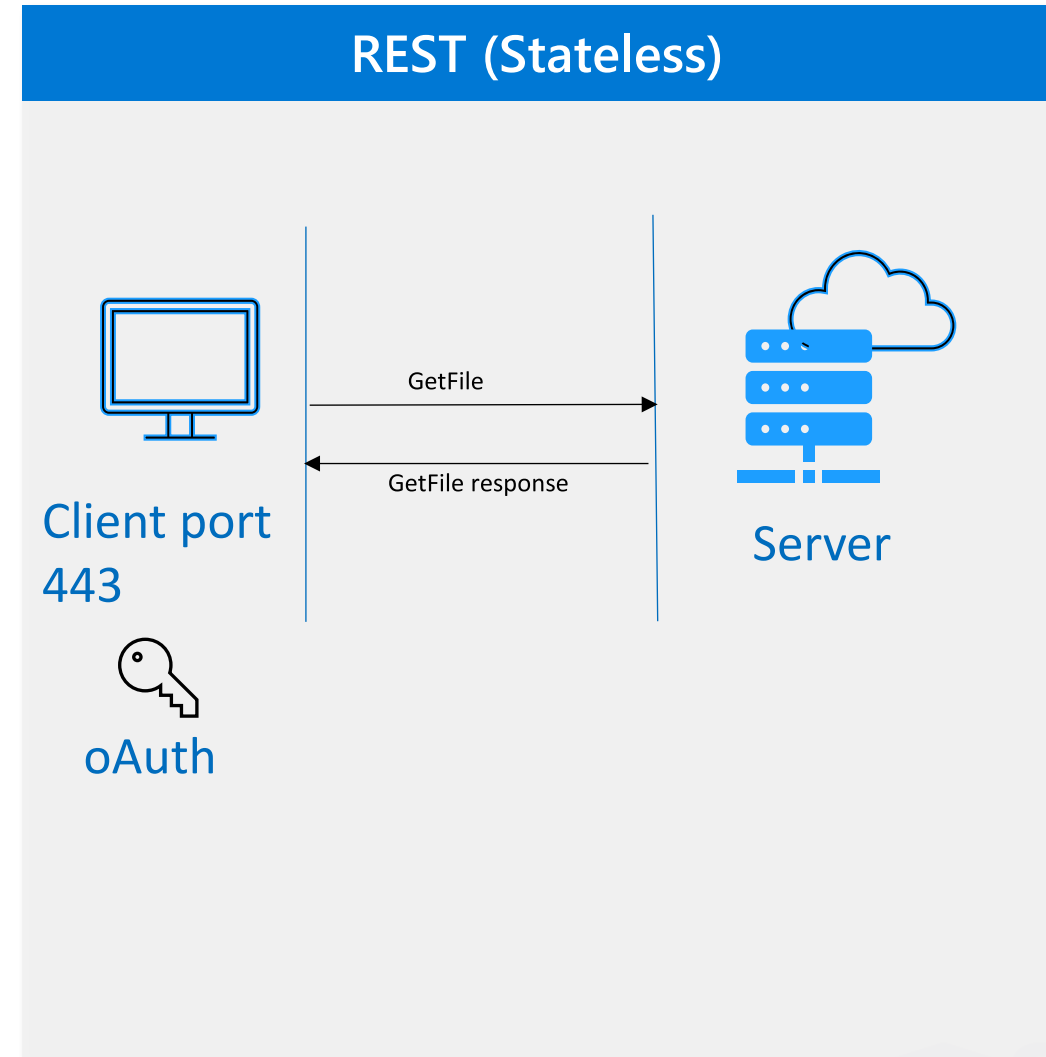 REST (Stateless)
GetFile
GetFile response
Client port
443
Server
oAuth